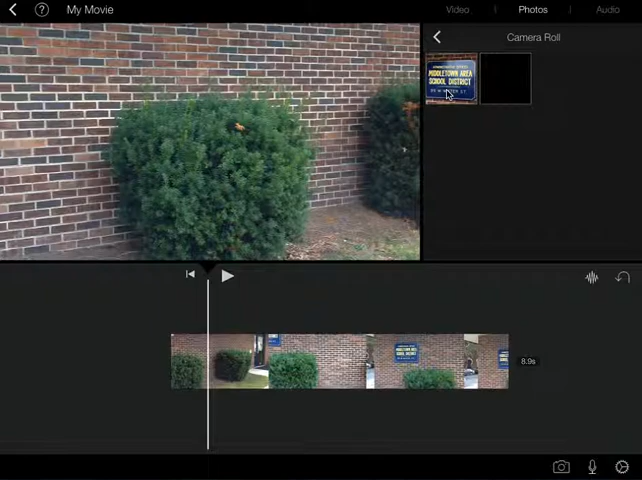 My Movie
Video
Photos
Audio
Camera Roll
MIDDLETOWN AREA
SCHOOL DISTRICT
8.9s